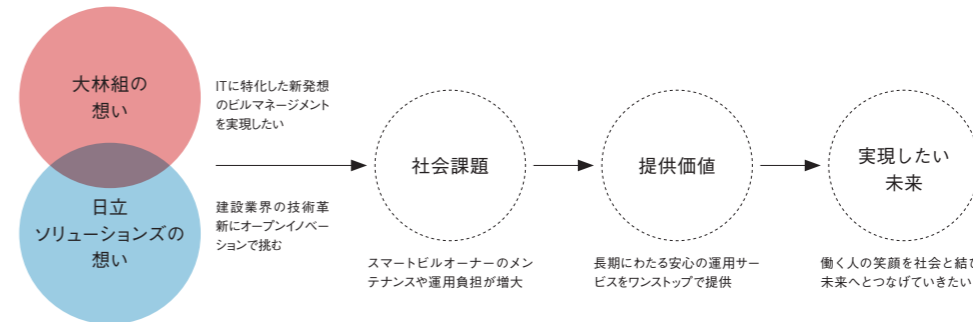 大林組の
想い
ITに特化した新発想
のビルマネージメント
を実現したい
日立
ソリューションズの
想い
建設業界の技術革
新にオープンイノベー
ションで挑む
社会課題
スマートビルオーナーのメン
テナンスや運用負担が増大
提供価値
長期にわたる安心の運用サー
ビスをワンストップで提供
実現したい
未来
働く人の笑顔を社会と結び
未来へとつなげていきたい